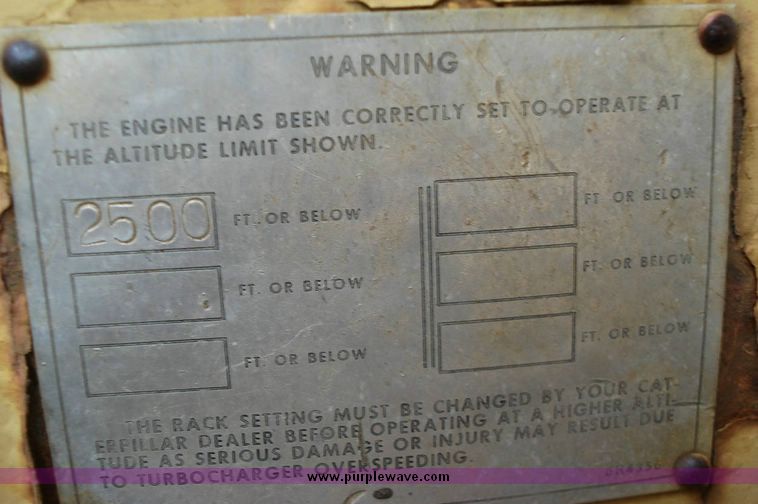 WARNING
THE ENGINE HAS BEEN CORRECTLY SET TO OPERATE AT
THE ALTITUDE LIMIT SHOWN.
2500 FT. OR BELOW
FT. OR BELOW
FT. OR BELOW
FT OR BELOW
FT. OR BELOW
FT. OR BELOW
THE RACK SETTING MUST BE CHANGED BY YOUR CAT-
ERPILLAR DEALER BEFORE OPERATING AT A HIGHER ALTI-
TUDE AS SERIOUS DAMAGE OR INJURY MAY RESULT DUE
TO TURBOCHARGER OVERSPEEDING.
www.purplewave.com